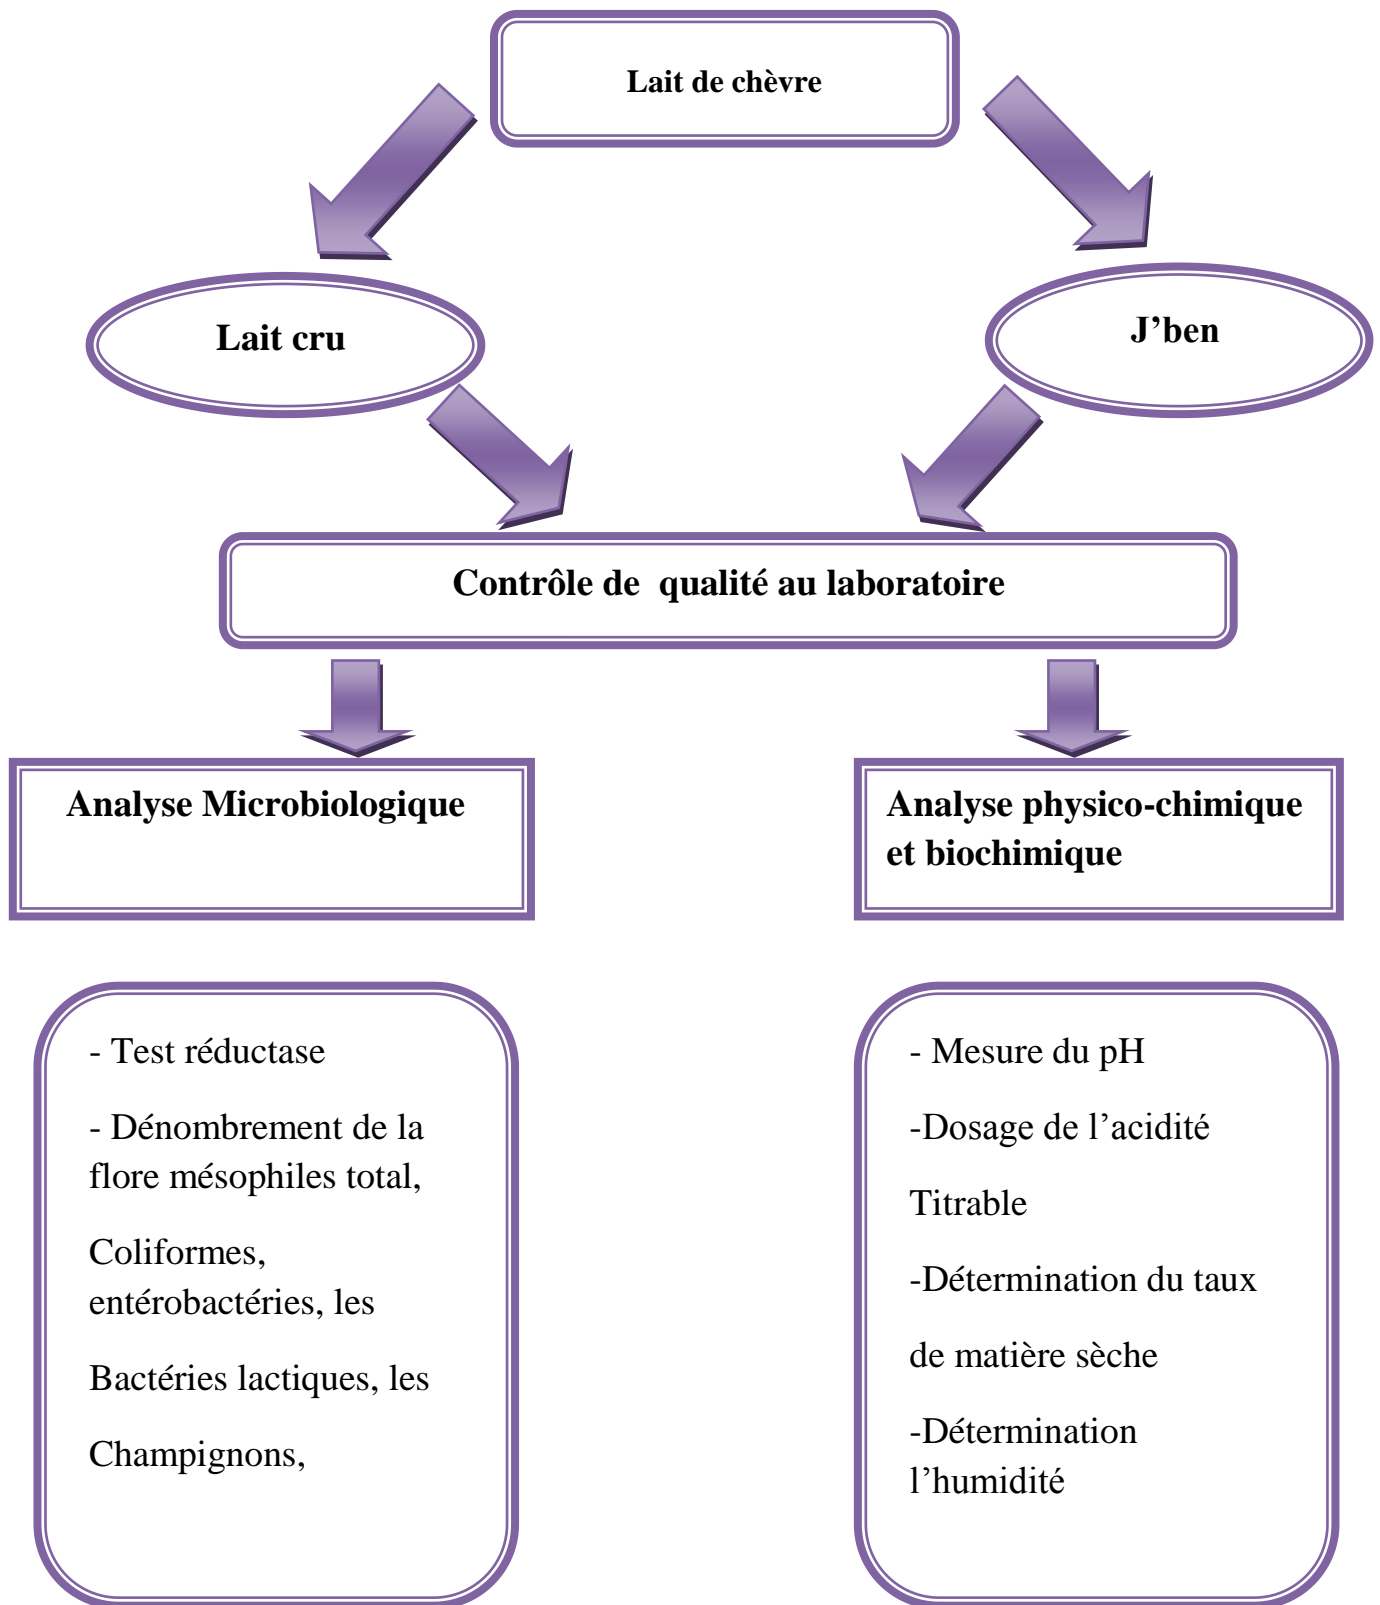 Lait de chèvre
Lait cru
J’ben
Contrôle de  qualité au laboratoire
Analyse Microbiologique
Analyse physico-chimique
et biochimique
- Test réductase
- Dénombrement de la
flore mésophiles total,
Coliformes,
entérobactéries, les
Bactéries lactiques, les
Champignons,
- Mesure du pH
-Dosage de l’acidité
Titrable
-Détermination du taux
de matière sèche
-Détermination
l’humidité